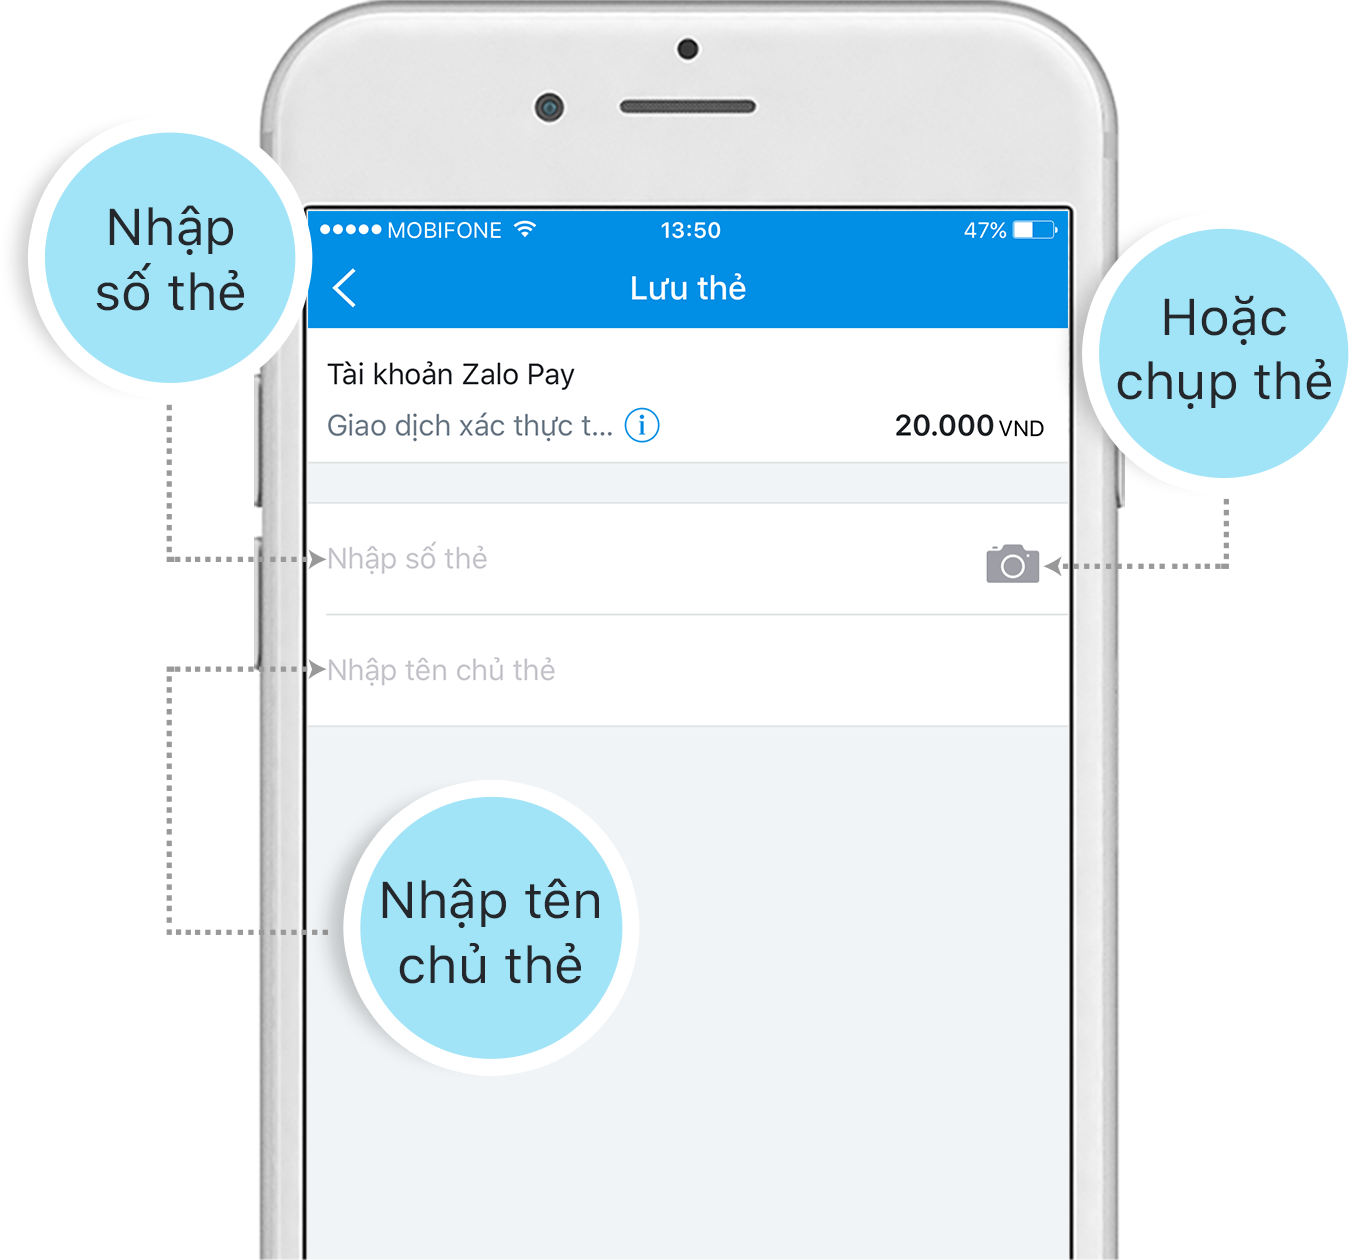 MOBIFONE
13:50
47%
Lưu thẻ
Nhập
số thẻ
Hoặc
chụp thẻ
Tài khoản Zalo Pay
Giao dịch xác thực t... i
20.000 VND
Nhập số thẻ
Nhập tên chủ thẻ
Nhập tên
chủ thẻ